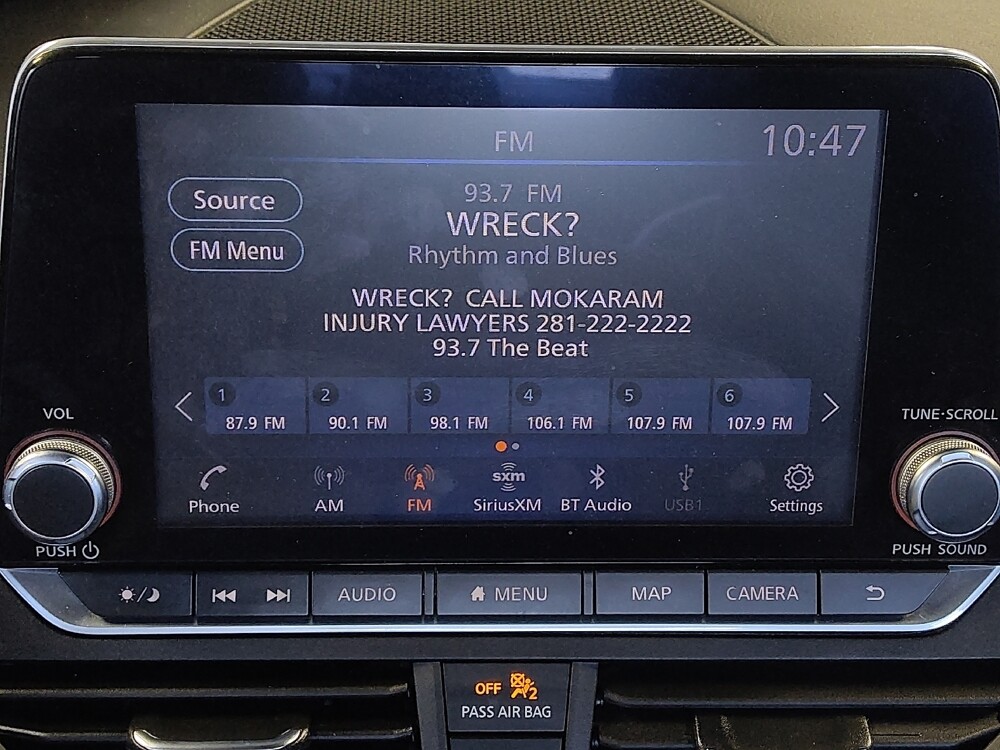 FM
10:47
Source
93.7 FM
WRECK?
FM Menu
Rhythm and Blues
WRECK? CALL MOKARAM
INJURY LAWYERS 281-222-2222
93.7 The Beat
1 2 3 4 5 6
87.9 FM 90.1 FM 98.1 FM 106.1 FM 107.9 FM 107.9 FM
VOL
TUNE·SCROLL
sxm
Phone AM FM SiriusXM BT Audio USB1 Settings
PUSH
PUSH SOUND
AUDIO MENU MAP CAMERA
OFF 2
PASS AIR BAG